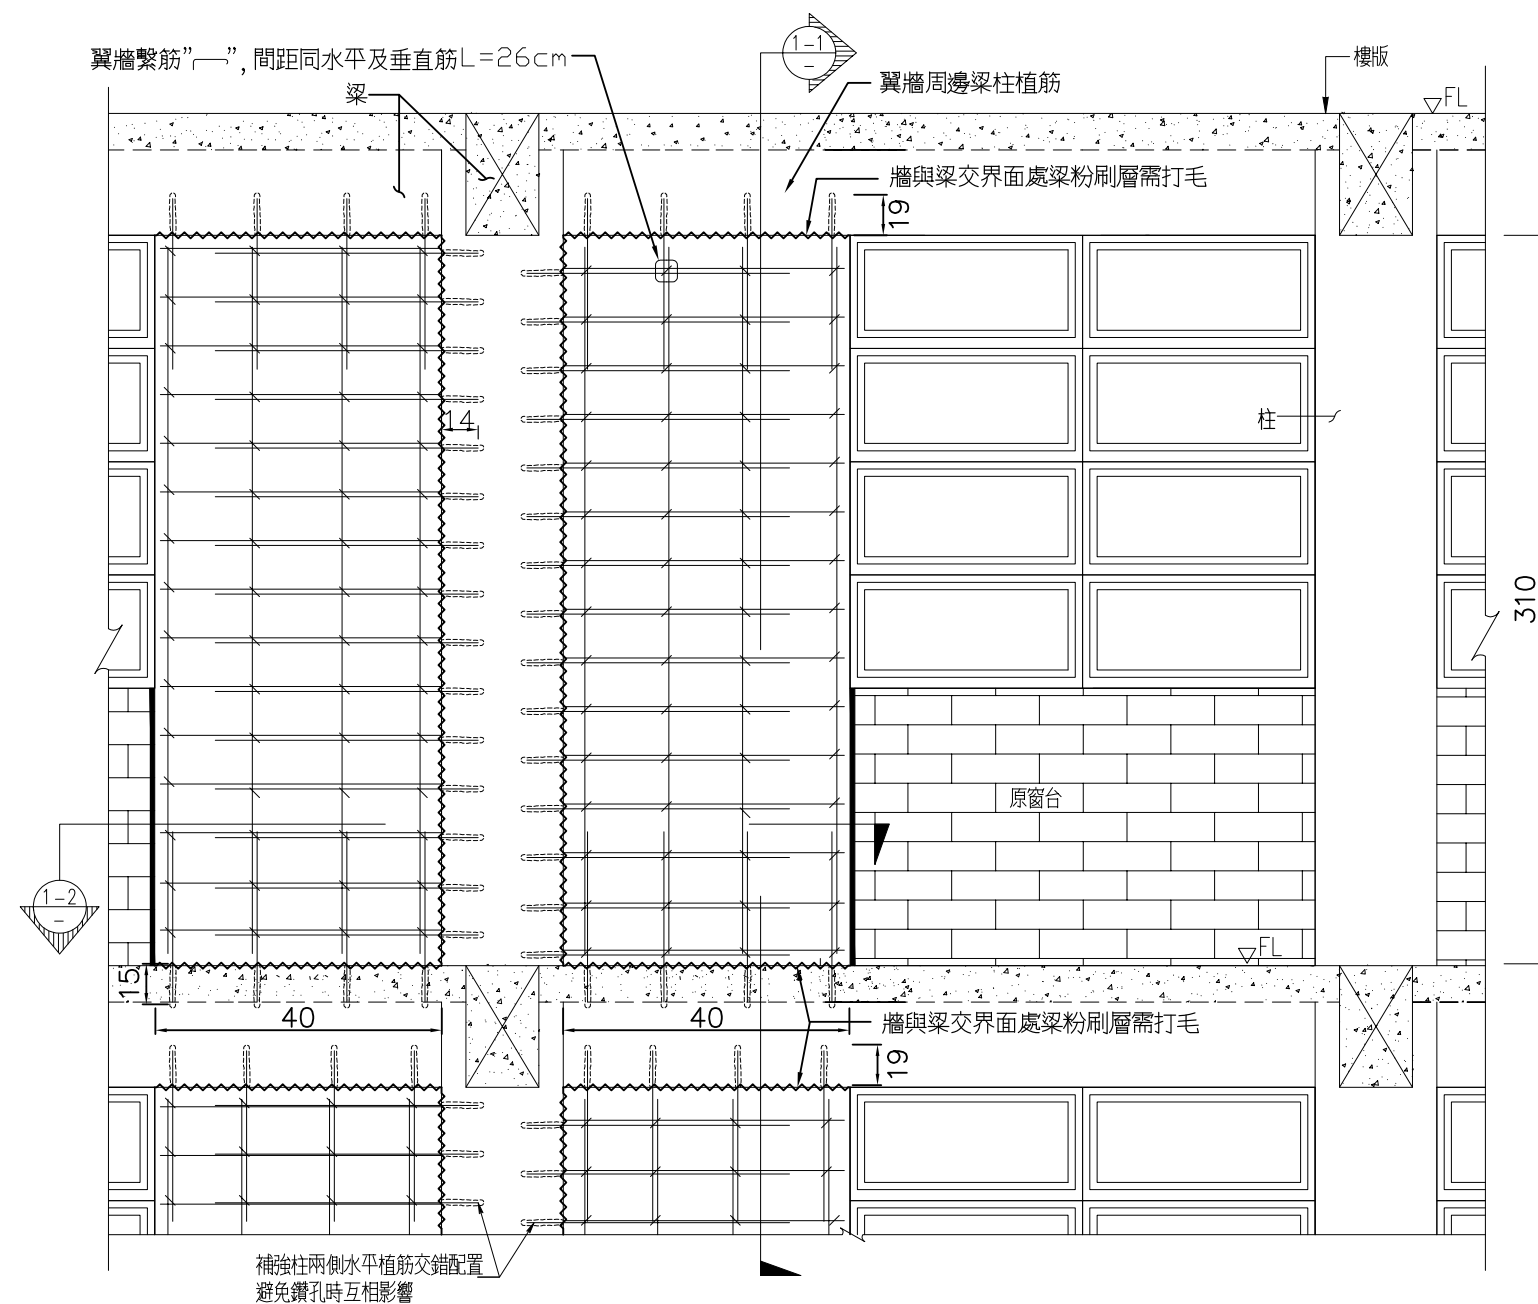 1-1
-
翼牆繫筋”⌒”, 間距同水平及垂直筋L=26cm
樓版
翼牆周邊梁柱植筋
梁
FL
牆與梁交界面處梁粉刷層需打毛
19
14
柱
310
原窗台
1-2
-
FL
15
40
40
牆與梁交界面處梁粉刷層需打毛
19
補強柱兩側水平植筋交錯配置
避免鑽孔時互相影響